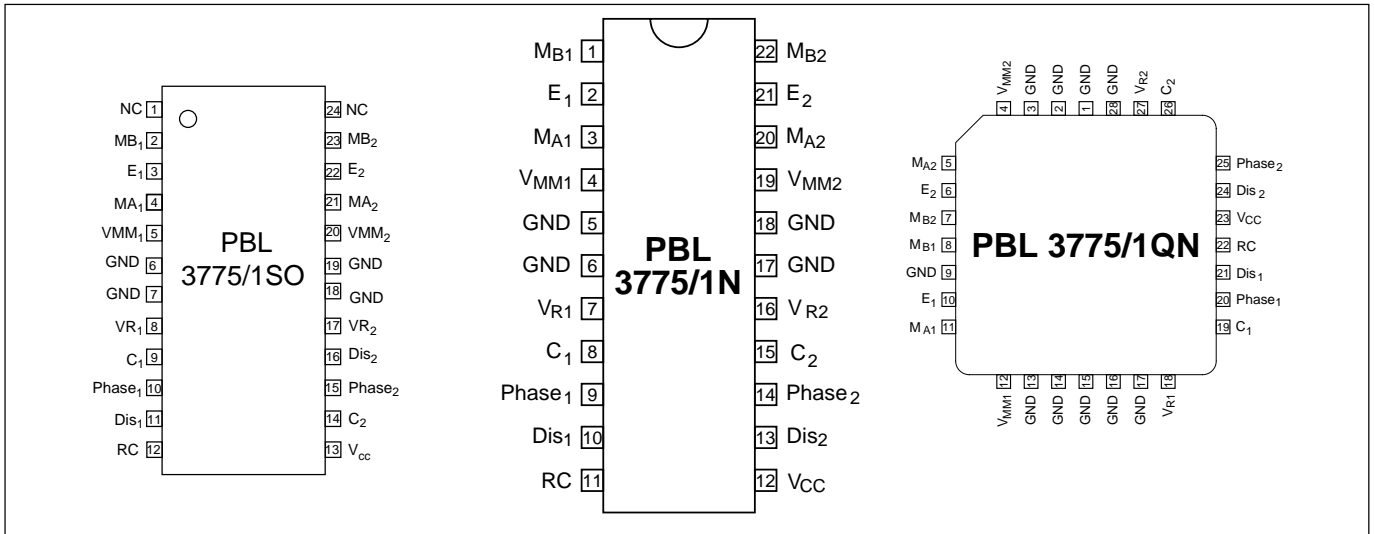 NC 1
MB₁ 2
E₁ 3
MA₁ 4
VMM₁ 5
GND 6
GND 7
VR₁ 8
C₁ 9
Phase₁ 10
Dis₁ 11
RC 12
PBL
3775/1SO
24 NC
23 MB₂
22 E₂
21 MA₂
20 VMM₂
19 GND
18 GND
17 VR₂
16 Dis₂
15 Phase₂
14 C₂
13 Vcc
MB1 1
E₁ 2
MA1 3
VMM1 4
GND 5
GND 6
VR1 7
C₁ 8
Phase₁ 9
Dis₁ 10
RC 11
PBL
3775/1N
22 MB2
21 E₂
20 MA2
19 VMM2
18 GND
17 GND
16 VR2
15 C₂
14 Phase₂
13 Dis₂
12 VCC
VMM2 4
GND 3
GND 2
GND 1
GND 28
VR2 27
C₂ 26
MA2 5
E₂ 6
MB2 7
MB1 8
GND 9
E₁ 10
MA1 11
PBL 3775/1QN
25 Phase₂
24 Dis₂
23 VCC
22 RC
21 Dis₁
20 Phase₁
19 C₁
VMM1 12
GND 13
GND 14
GND 15
GND 16
GND 17
VR1 18